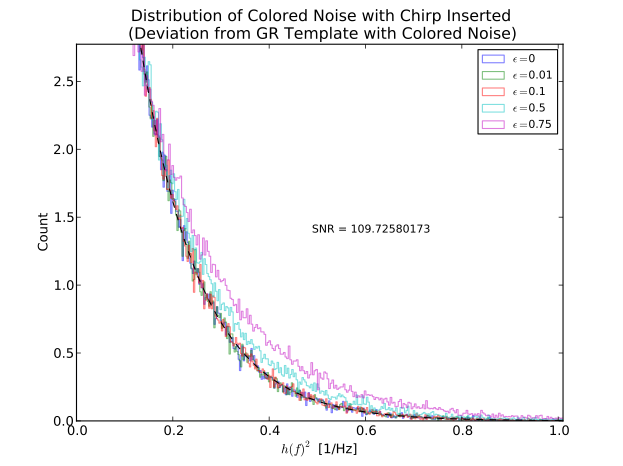 Distribution of Colored Noise with Chirp Inserted
(Deviation from GR Template with Colored Noise)
ϵ=0
ϵ=0.01
ϵ=0.1
ϵ=0.5
ϵ=0.75
SNR = 109.72580173
Count
2.5
2.0
1.5
1.0
0.5
0.0
0.0 0.2 0.4 0.6 0.8 1.0
h(f)² [1/Hz]